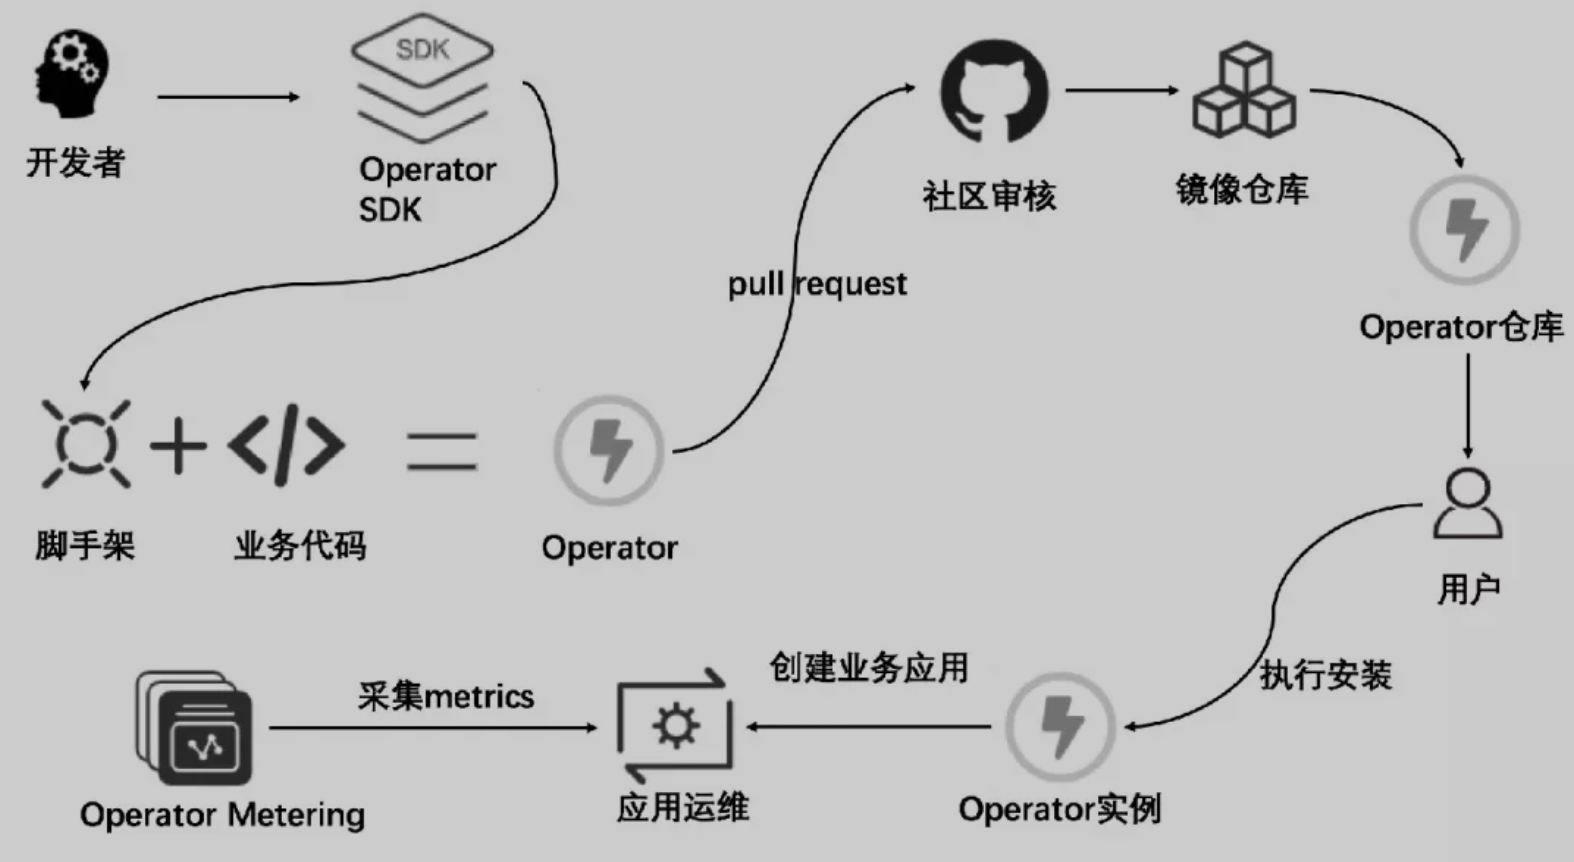 SDK
开发者
Operator
SDK
社区审核
镜像仓库
pull request
Operator仓库
脚手架
业务代码
Operator
用户
创建业务应用
执行安装
采集metrics
Operator Metering
应用运维
Operator实例